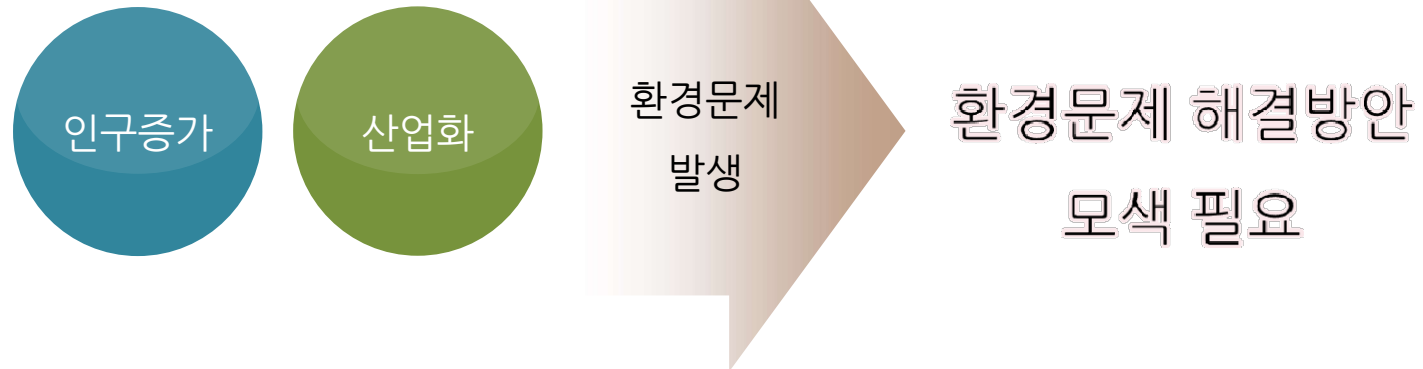 인구증가
산업화
환경문제
발생
환경문제 해결방안
모색 필요